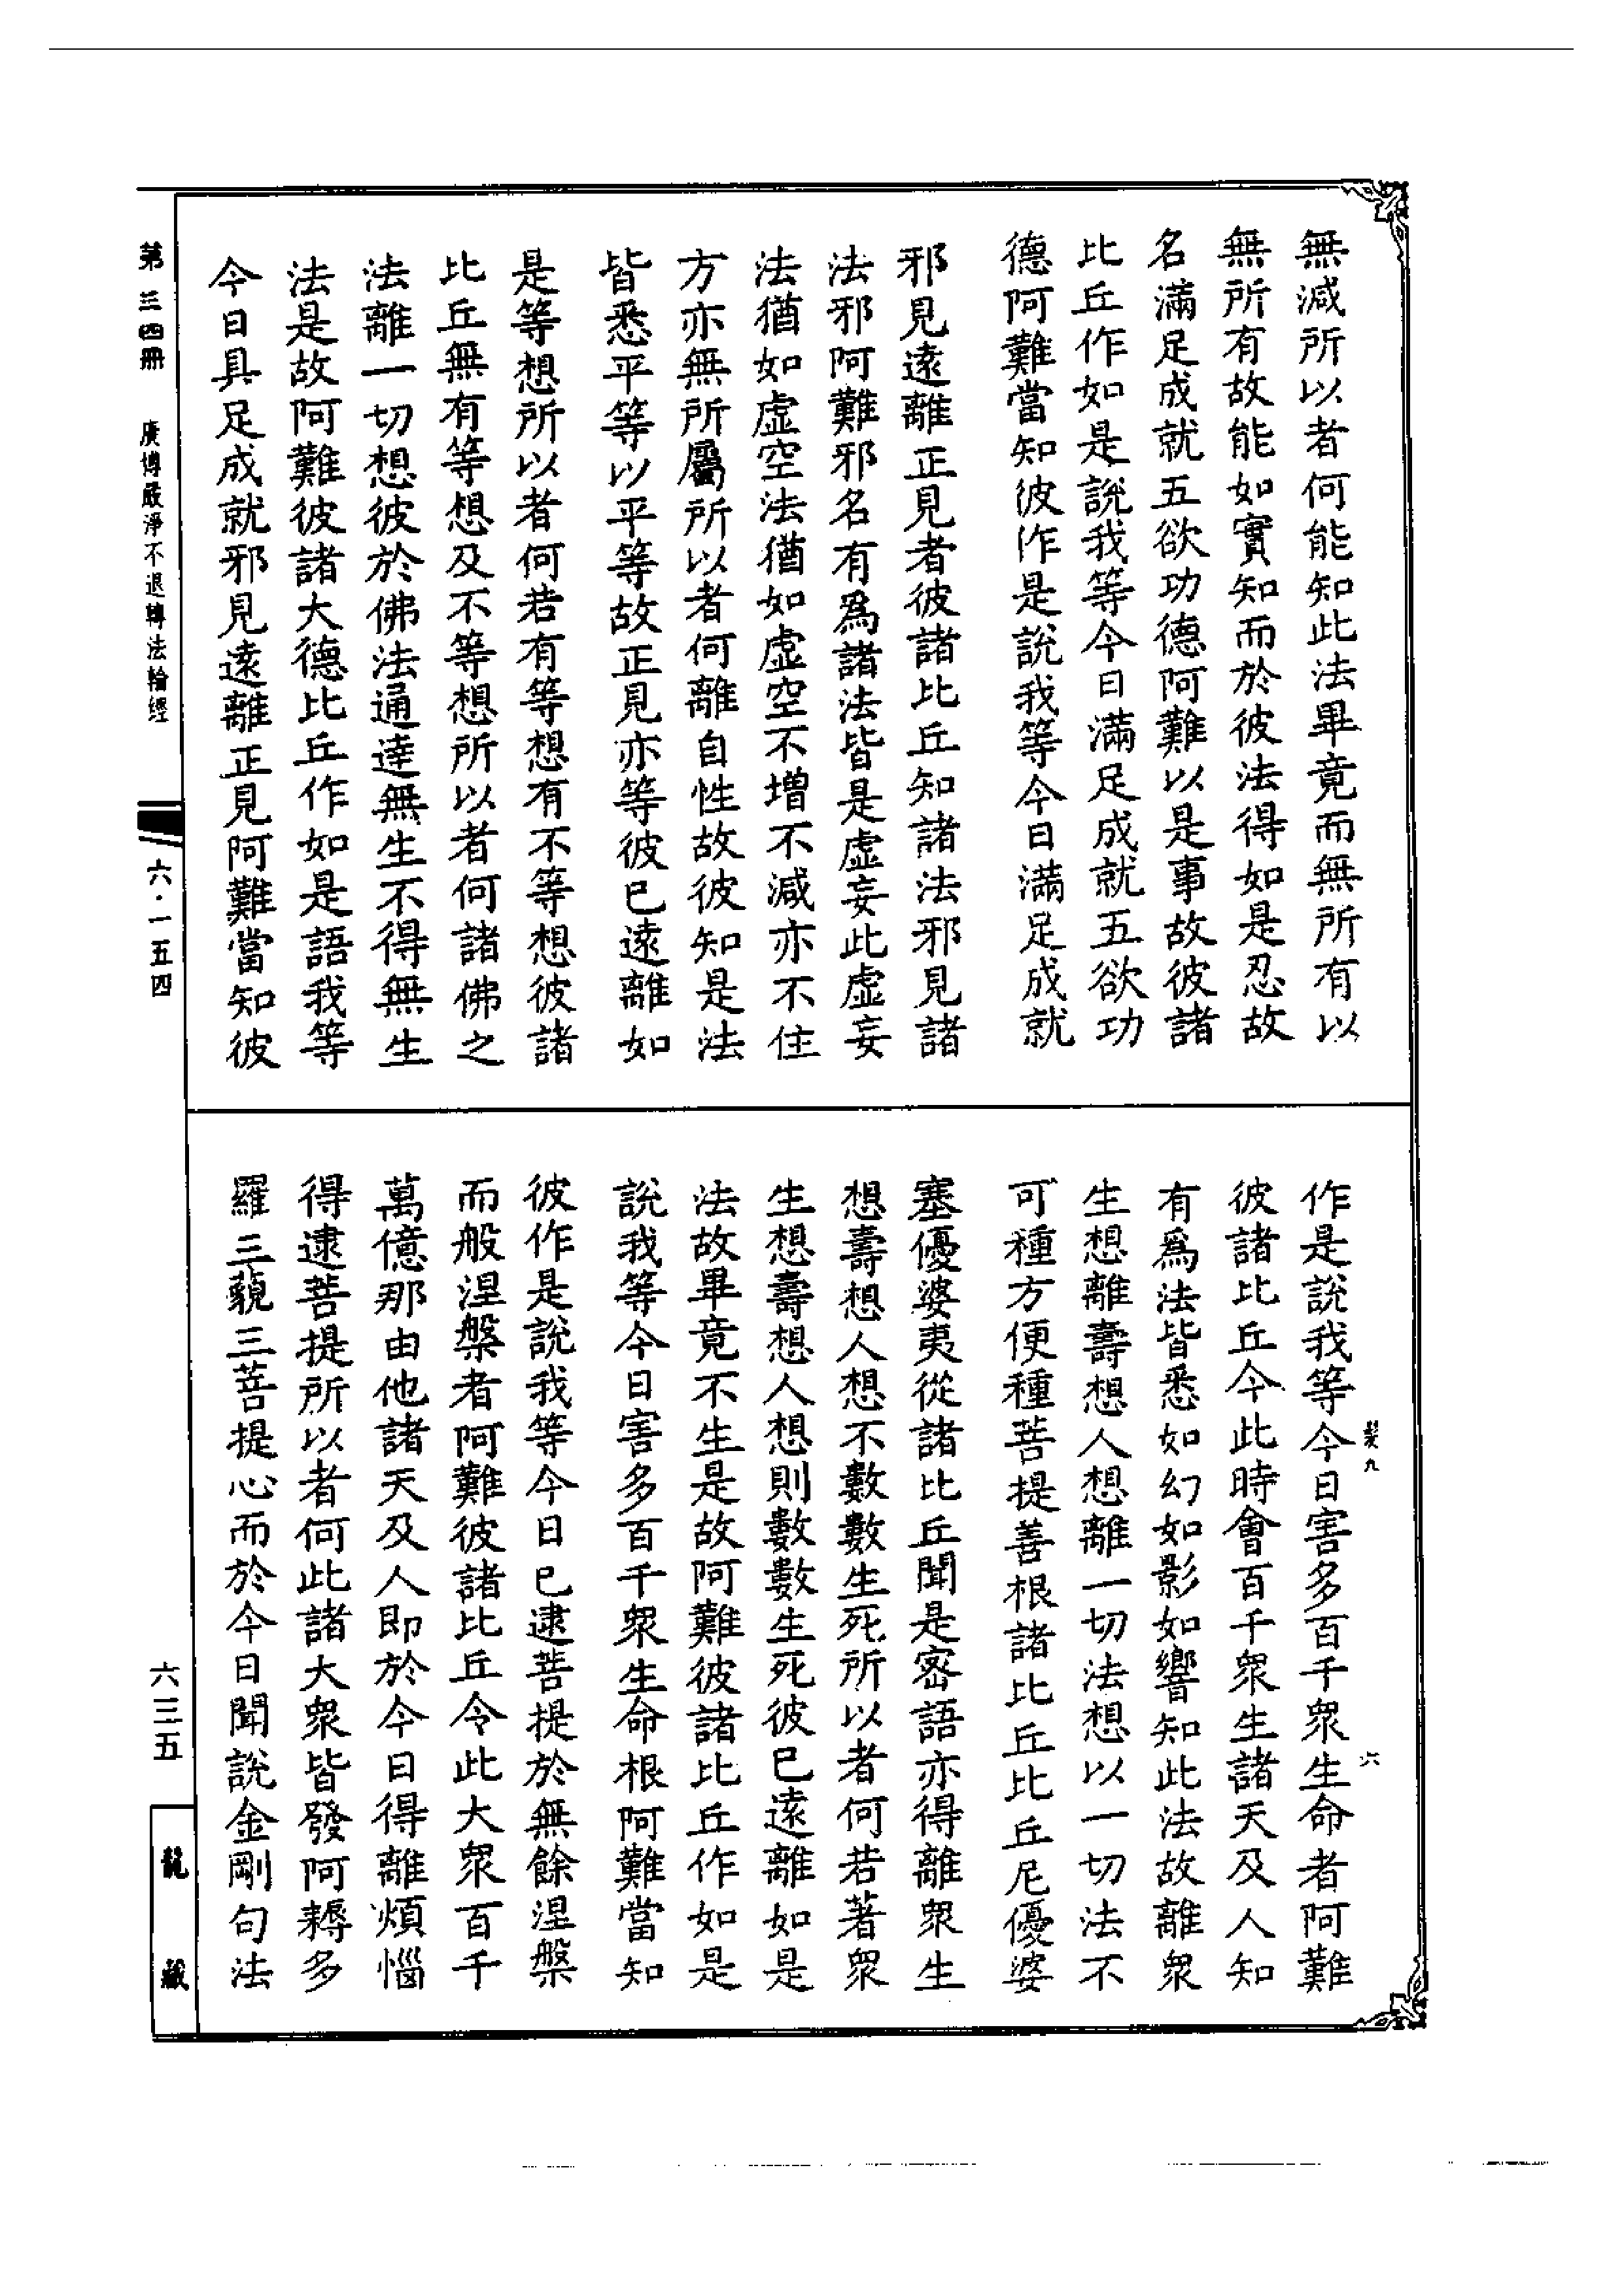 無減所以者何能知此法畢竟而無所有以
無所有故能如實知而於彼法得如是忍故
名滿足成就五欲功德阿難以是事故彼諸
比丘作如是說我等今日滿足成就五欲功
德阿難當知彼作是說我等今日滿足成就
邪見遠離正見者彼諸比丘知諸法邪見諸
法邪阿難邪名有爲諸法皆是虛妄此虛妄
法猶如虛空法猶如虛空不增不減亦不住
方亦無所屬所以者何離自性故彼知是法
皆悉平等以平等故正見亦等彼已遠離如
是等想所以者何若有等想有不等想彼諸
比丘無有等想及不等想所以者何諸佛之
法離一切想彼於佛法通達無生不得無生
法是故阿難彼諸大德比丘作如是語我等
今日具足成就邪見遠離正見阿難當知彼
作是說我等今日害多百千眾生命者阿難
彼諸比丘今此時會百千眾生諸天及人知
有爲法皆悉如幻如影如響知此法故離眾
生想離壽想人想離一切法想以一切法不
可種方便種菩提善根諸比丘比丘尼優婆
塞優婆夷從諸比丘聞是密語亦得離眾生
想壽想人想不數數生死所以者何若著眾
生想壽想人想則數數生死彼已遠離如是
法故畢竟不生是故阿難彼諸比丘作如是
說我等今日害多百千眾生命根阿難當知
彼作是說我等今日已逮菩提於無餘涅槃
而般涅槃者阿難彼諸比丘令此大眾百千
萬億那由他諸天及人即於今日得離煩惱
得逮菩提所以者何此諸大眾皆發阿耨多
羅三藐三菩提心而於今日聞說金剛句法
髮九
六
第三四冊
廣博嚴淨不退轉法輪經
六·一五四
六三五
龍藏